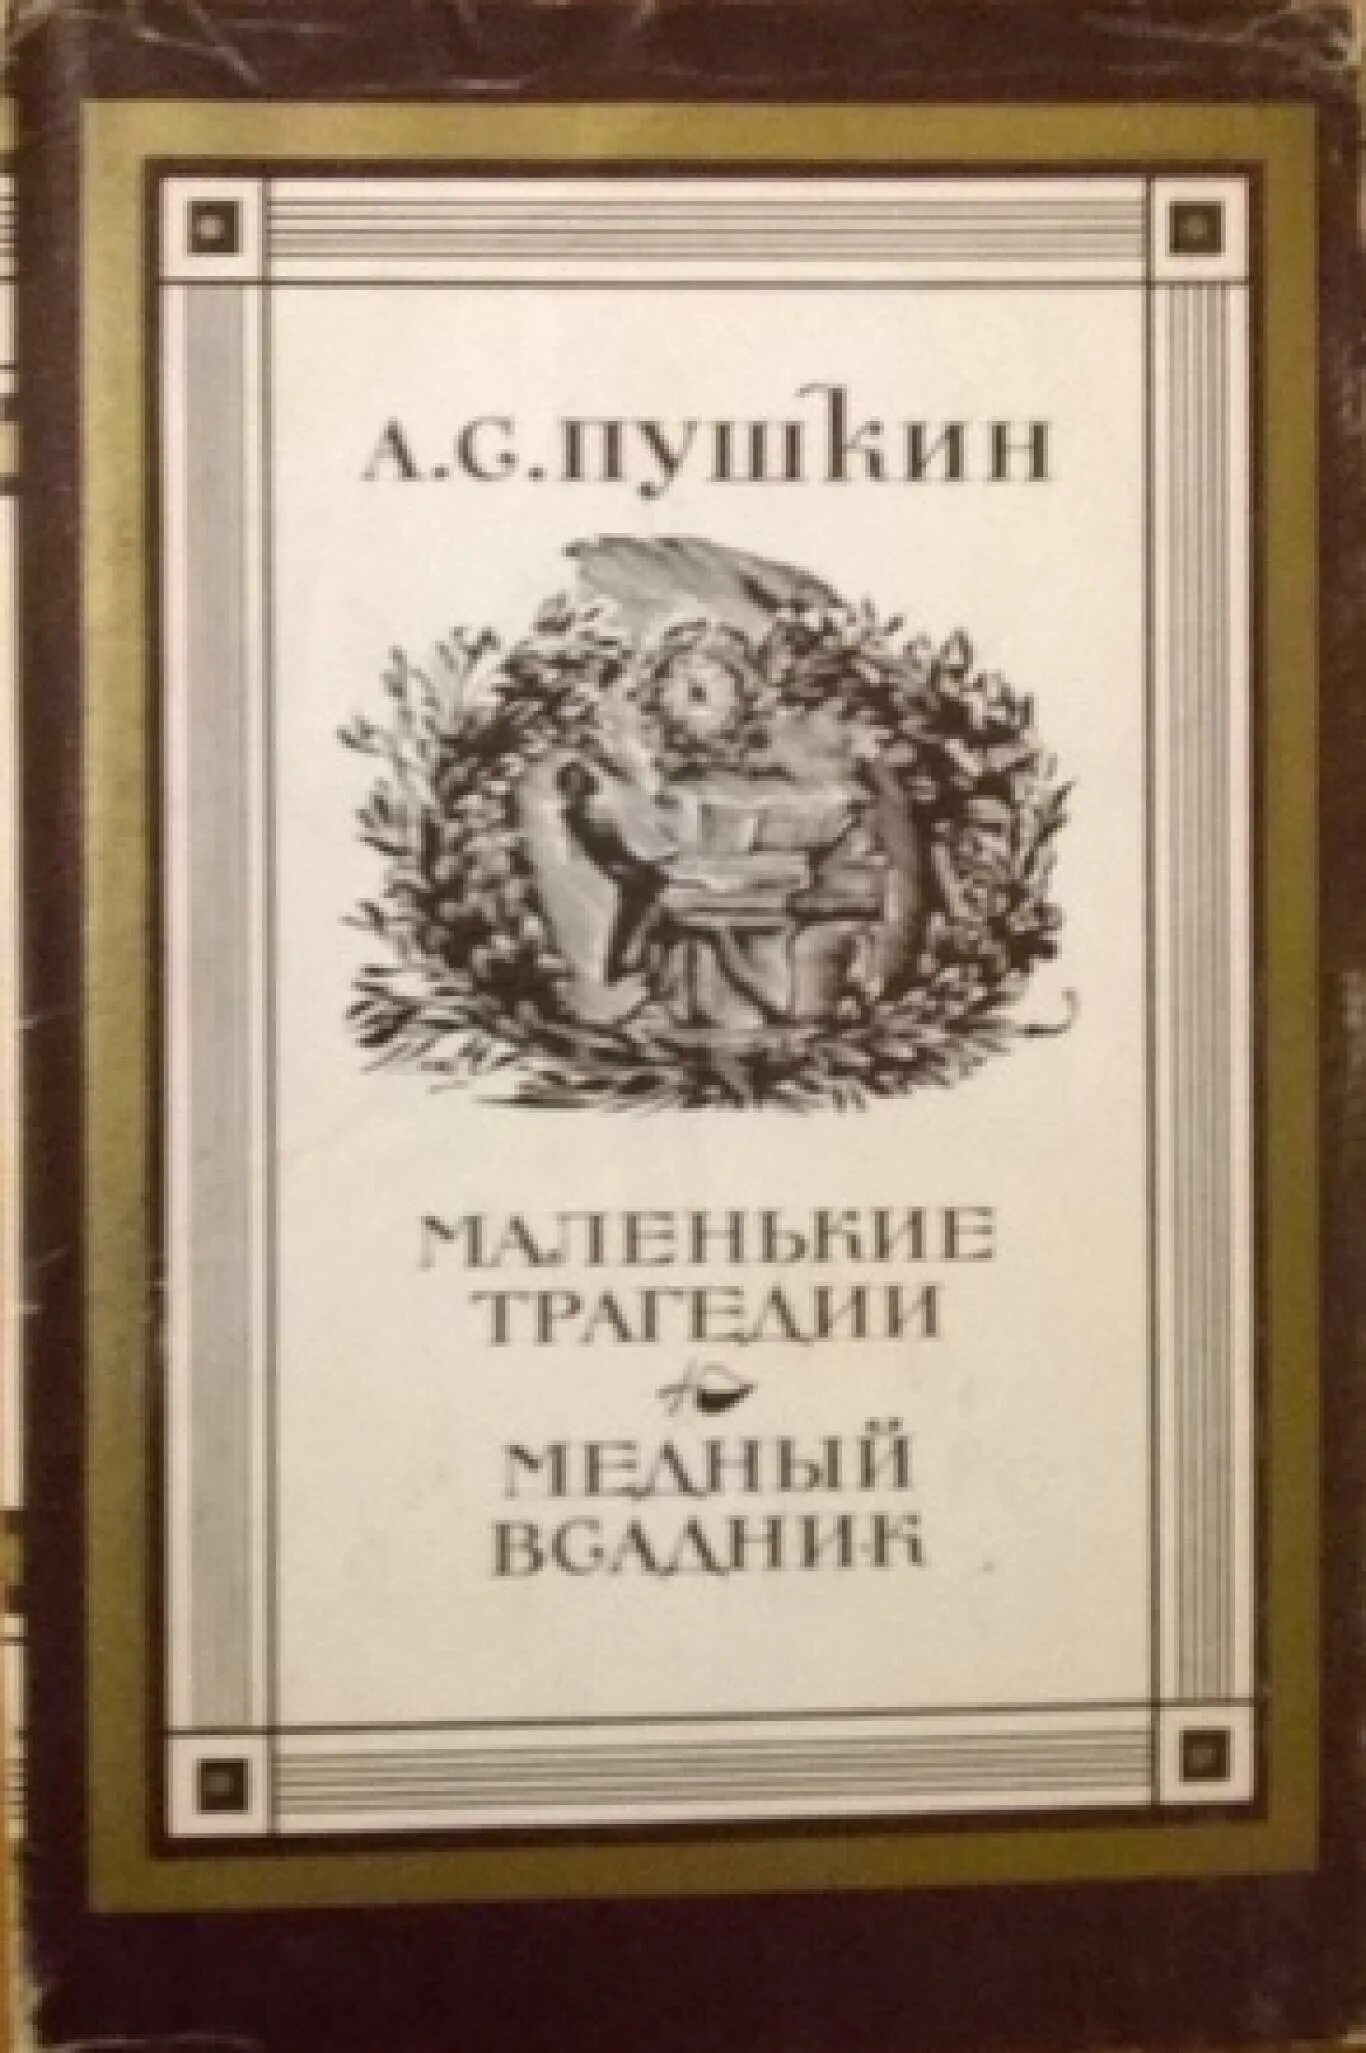 А.С. ПУШКИН
МАЛЕНЬКИЕ
ТРАГЕДИИ
МЕДНЫЙ
ВСАДНИК